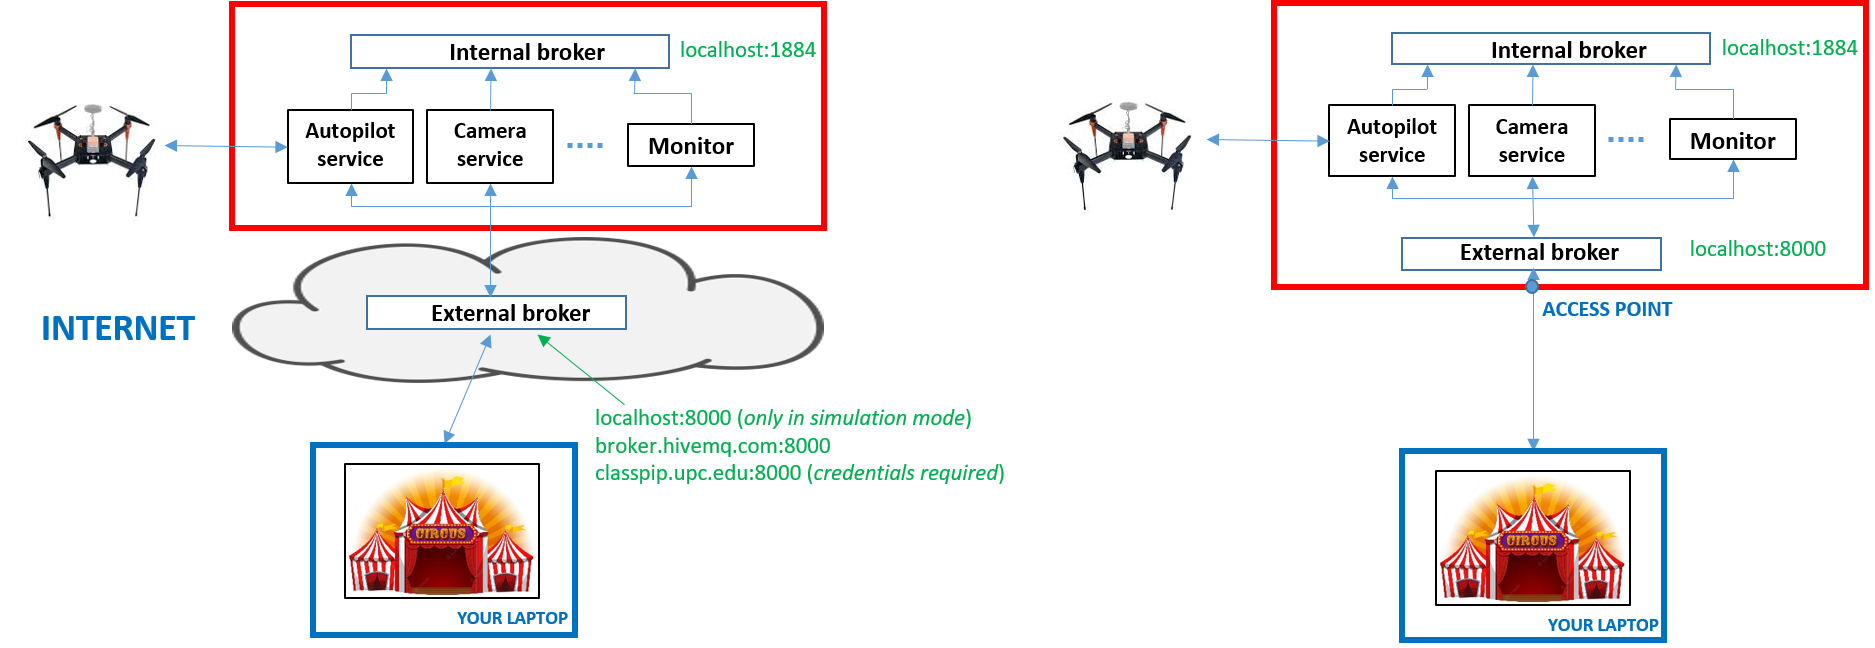 Internal broker
localhost:1884
Autopilot
service
Camera
service
....
Monitor
INTERNET
External broker
localhost:8000 (only in simulation mode)
broker.hivemq.com:8000
classpip.upc.edu:8000 (credentials required)
CIRCUS
YOUR LAPTOP
Internal broker
localhost:1884
Autopilot
service
Camera
service
....
Monitor
External broker
localhost:8000
ACCESS POINT
CIRCUS
YOUR LAPTOP